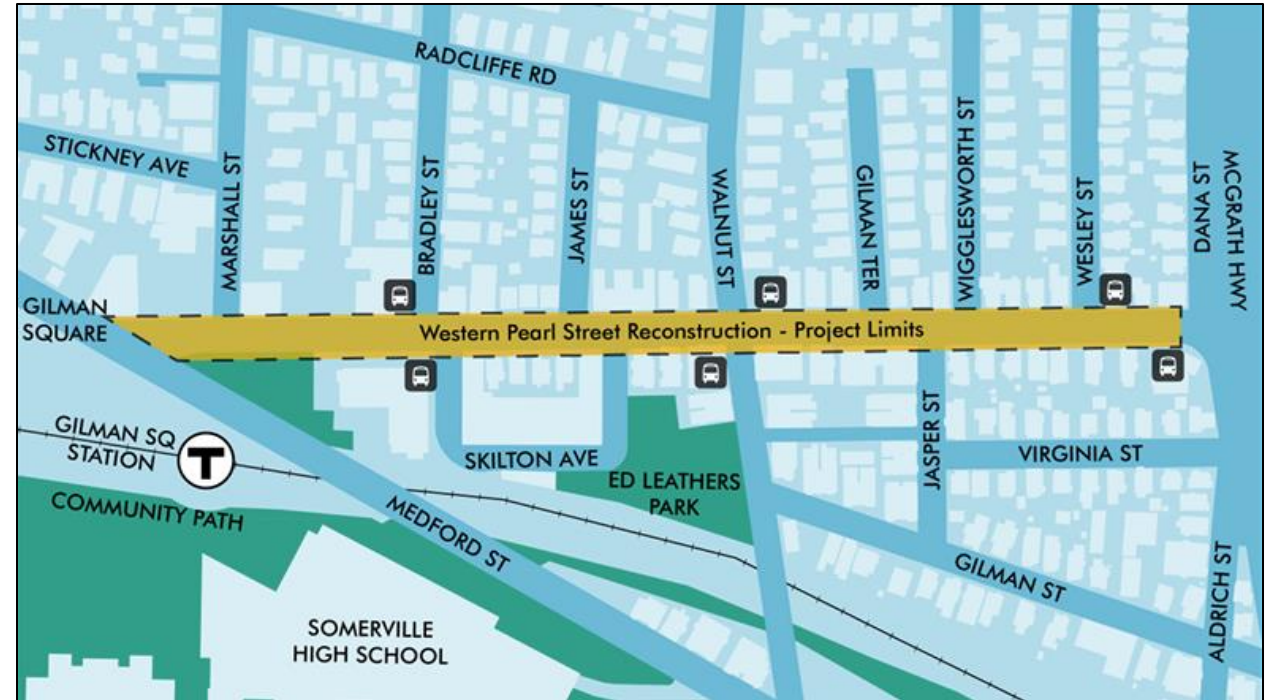 RADCLIFFE RD
STICKNEY AVE
MARSHALL ST
BRADLEY ST
JAMES ST
WALNUT ST
GILMAN TER
WIGGLESWORTH ST
WESLEY ST
DANA ST
MCGRATH HWY
GILMAN
SQUARE
Western Pearl Street Reconstruction - Project Limits
GILMAN SQ
STATION
T
SKILTON AVE
ED LEATHERS
PARK
JASPER ST
VIRGINIA ST
COMMUNITY PATH
MEDFORD ST
GILMAN ST
ALDRICH ST
SOMERVILLE
HIGH SCHOOL